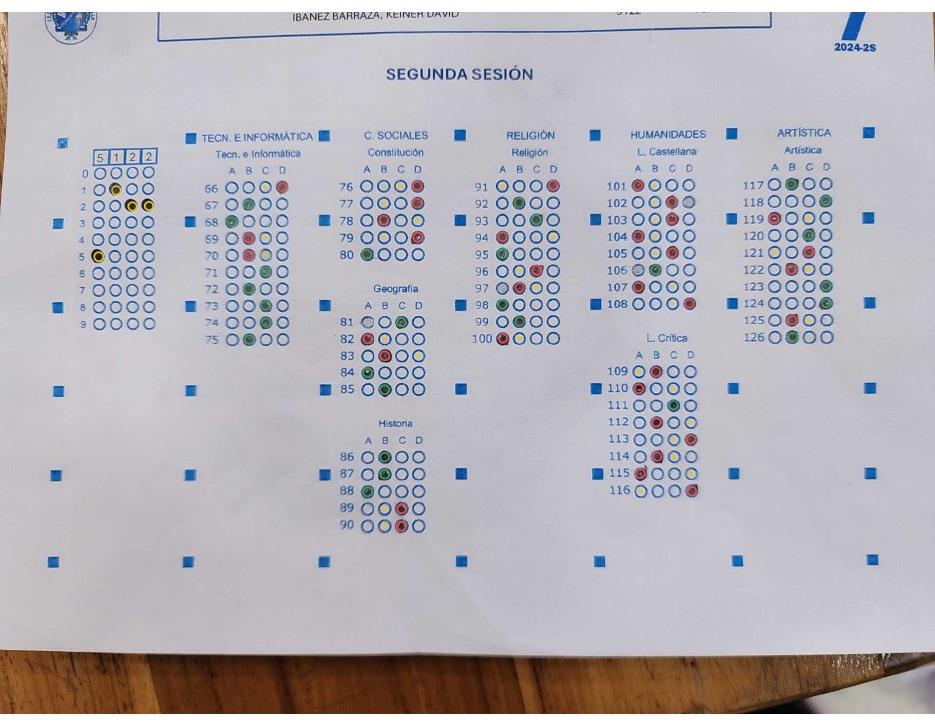 IBAÑEZ BARRAZA, KEINER DAVID
5122
2024-2S
SEGUNDA SESIÓN
5 1 2 2
0
1
2
3
4
5
6
7
8
9
TECN. E INFORMÁTICA
Tecn. e Informática
A B C D
66
67
68
69
70
71
72
73
74
75
C. SOCIALES
Constitución
A B C D
76
77
78
79
80
Geografía
A B C D
81
82
83
84
85
Historia
A B C D
86
87
88
89
90
RELIGIÓN
Religión
A B C D
91
92
93
94
95
96
97
98
99
100
HUMANIDADES
L. Castellana
A B C D
101
102
103
104
105
106
107
108
L. Crítica
A B C D
109
110
111
112
113
114
115
116
ARTÍSTICA
Artística
A B C D
117
118
119
120
121
122
123
124
125
126